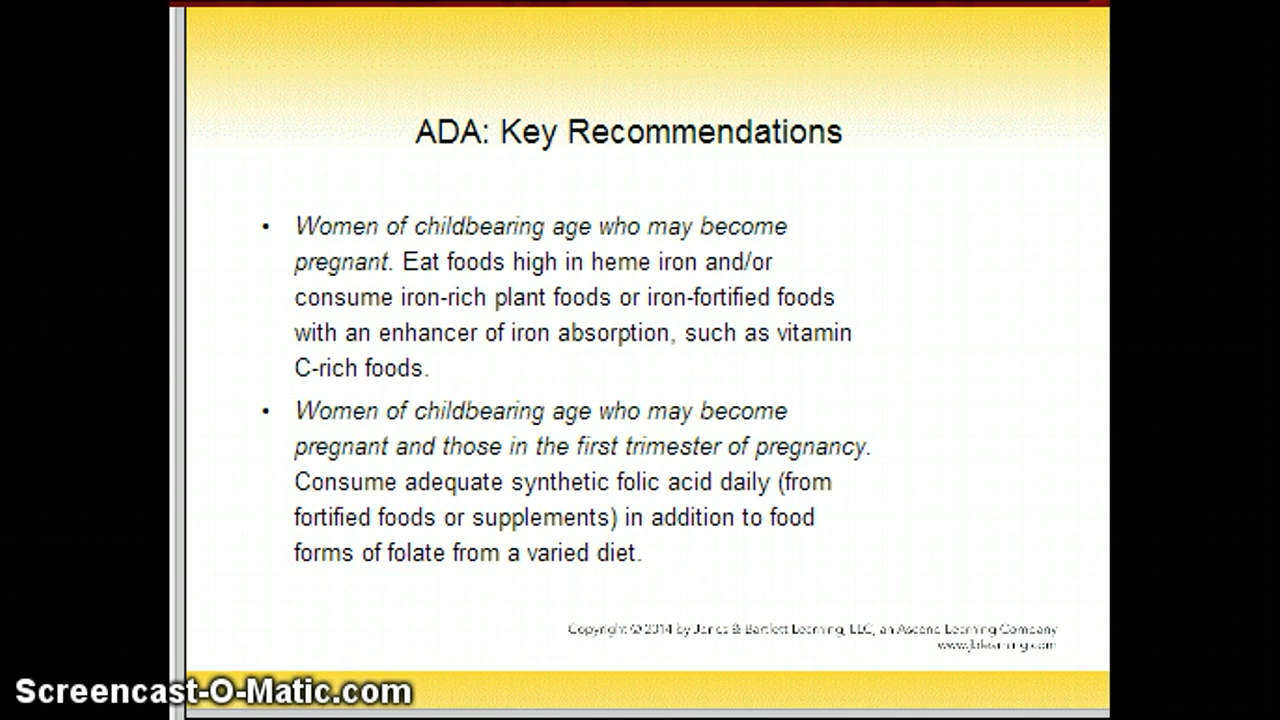 ADA: Key Recommendations
• Women of childbearing age who may become
pregnant. Eat foods high in heme iron and/or
consume iron-rich plant foods or iron-fortified foods
with an enhancer of iron absorption, such as vitamin
C-rich foods.
• Women of childbearing age who may become
pregnant and those in the first trimester of pregnancy.
Consume adequate synthetic folic acid daily (from
fortified foods or supplements) in addition to food
forms of folate from a varied diet.
Copyright © 2014 by Jones & Bartlett Learning, LLC, an Ascend Learning Company
www.jblearning.com
Screencast-O-Matic.com